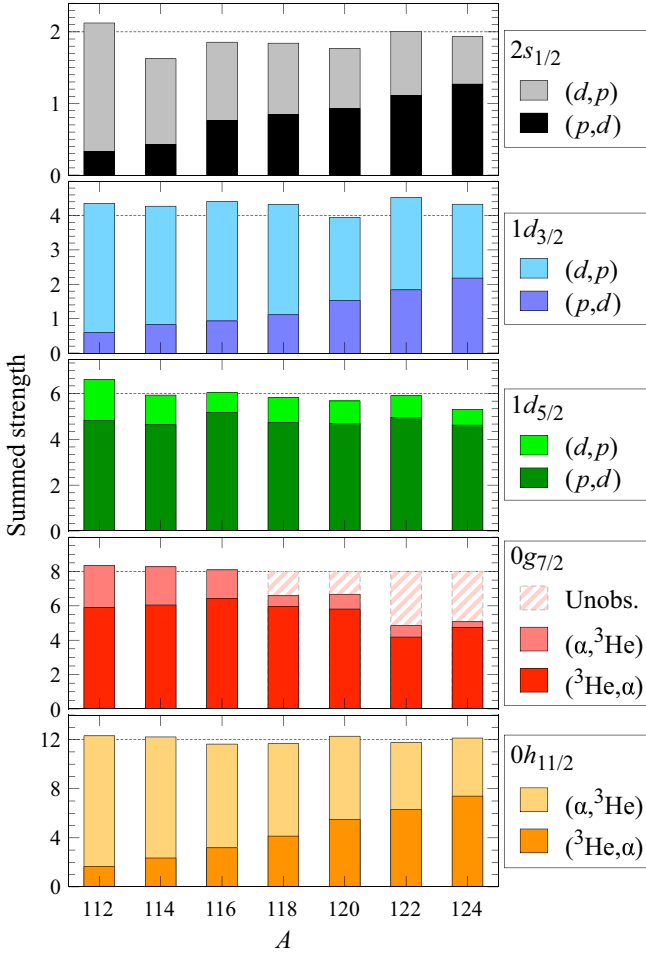 Summed strength
2
1
0
2s1/2
(d,p)
(p,d)
4
3
2
1
0
1d3/2
(d,p)
(p,d)
6
4
2
0
1d5/2
(d,p)
(p,d)
8
6
4
2
0
0g7/2
Unobs.
(α,³He)
(³He,α)
12
8
4
0
0h11/2
(α,³He)
(³He,α)
112 114 116 118 120 122 124
A